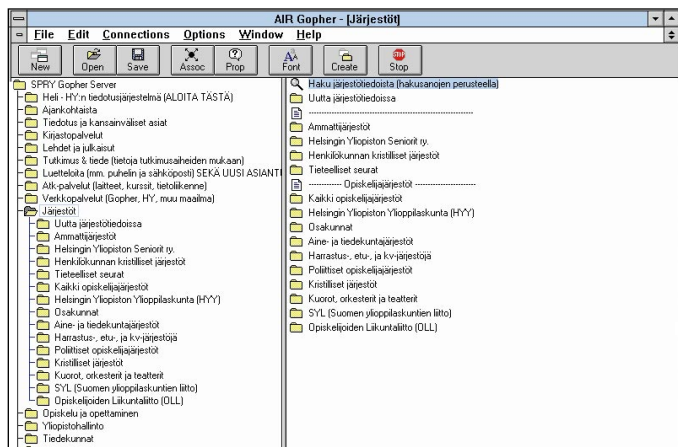 AIR Gopher - [Järjestöt]
File Edit Connections Options Window Help
New Open Save Assoc Prop Font Create Stop
SPRY Gopher Server
Heli - HY:n tiedotusjärjestelmä (ALOITA TÄSTÄ)
Ajankohtaista
Tiedotus ja kansainväliset asiat
Kirjastopalvelut
Lehdet ja julkaisut
Tutkimus & tiede (tietoja tutkimusaiheiden mukaan)
Luetteloita (mm. puhelin ja sähköposti) SEKÄ UUSI ASIANT
Atk-palvelut (laitteet, kurssit, tietoliikenne)
Verkkopalvelut (Gopher, HY, muu maailma)
Järjestöt
Uutta järjestötiedoissa
Ammattijärjestöt
Helsingin Yliopiston Seniorit ry.
Henkilökunnan kristilliset järjestöt
Tieteelliset seurat
Kaikki opiskelijajärjestöt
Helsingin Yliopiston Ylioppilaskunta (HYY)
Osakunnat
Aine- ja tiedekuntajärjestöt
Harrastus-, etu-, ja kv-järjestöjä
Poliittiset opiskelijajärjestöt
Kristilliset järjestöt
Kuorot, orkesterit ja teatterit
SYL (Suomen ylioppilaskuntien liitto)
Opiskelijoiden Liikuntaliitto (OLL)
Opiskelu ja opettaminen
Yliopistohallinto
Tiedekunnat
Haku järjestötiedoista (hakusanojen perusteella)
Uutta järjestötiedoissa
------------------------------------------------------------
Ammattijärjestöt
Helsingin Yliopiston Seniorit ry.
Henkilökunnan kristilliset järjestöt
Tieteelliset seurat
------------ Opiskelijajärjestöt ----------------------
Kaikki opiskelijajärjestöt
Helsingin Yliopiston Ylioppilaskunta (HYY)
Osakunnat
Aine- ja tiedekuntajärjestöt
Harrastus-, etu-, ja kv-järjestöjä
Poliittiset opiskelijajärjestöt
Kristilliset järjestöt
Kuorot, orkesterit ja teatterit
SYL (Suomen ylioppilaskuntien liitto)
Opiskelijoiden Liikuntaliitto (OLL)